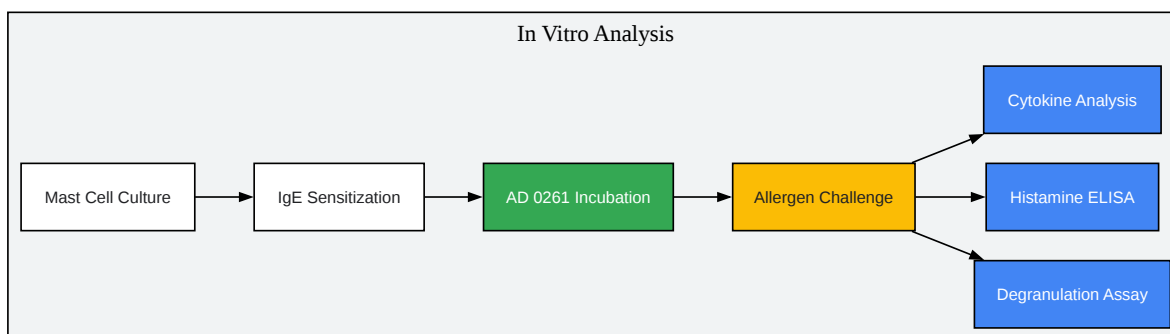 In Vitro Analysis
Cytokine Analysis
Mast Cell Culture
IgE Sensitization
AD 0261 Incubation
Allergen Challenge
Histamine ELISA
Degranulation Assay